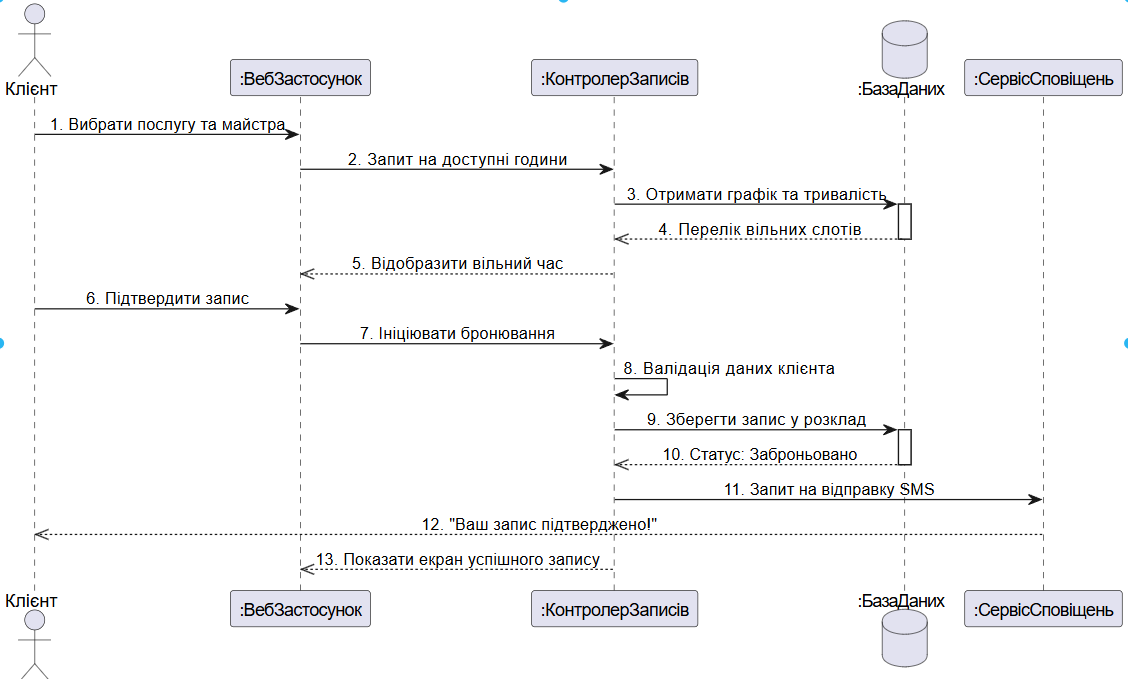 Клієнт
:ВебЗастосунок
:КонтролерЗаписів
:БазаДаних
:СервісСповіщень
1. Вибрати послугу та майстра
2. Запит на доступні години
3. Отримати графік та тривалість
4. Перелік вільних слотів
5. Відобразити вільний час
6. Підтвердити запис
7. Ініціювати бронювання
8. Валідація даних клієнта
9. Зберегти запис у розклад
10. Статус: Заброньовано
11. Запит на відправку SMS
12. "Ваш запис підтверджено!"
13. Показати екран успішного запису
Клієнт
:ВебЗастосунок
:КонтролерЗаписів
:БазаДаних
:СервісСповіщень